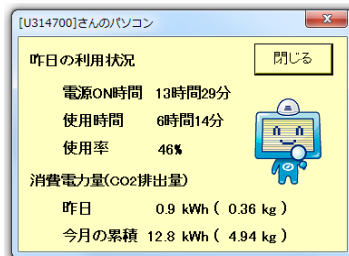 [U314700]さんのパソコン
x
昨日の利用状況
閉じる
電源ON時間 13時間29分
使用時間 6時間14分
使用率 46%
消費電力量(CO2排出量)
昨日 0.9 kWh ( 0.36 kg )
今月の累積 12.8 kWh ( 4.94 kg )